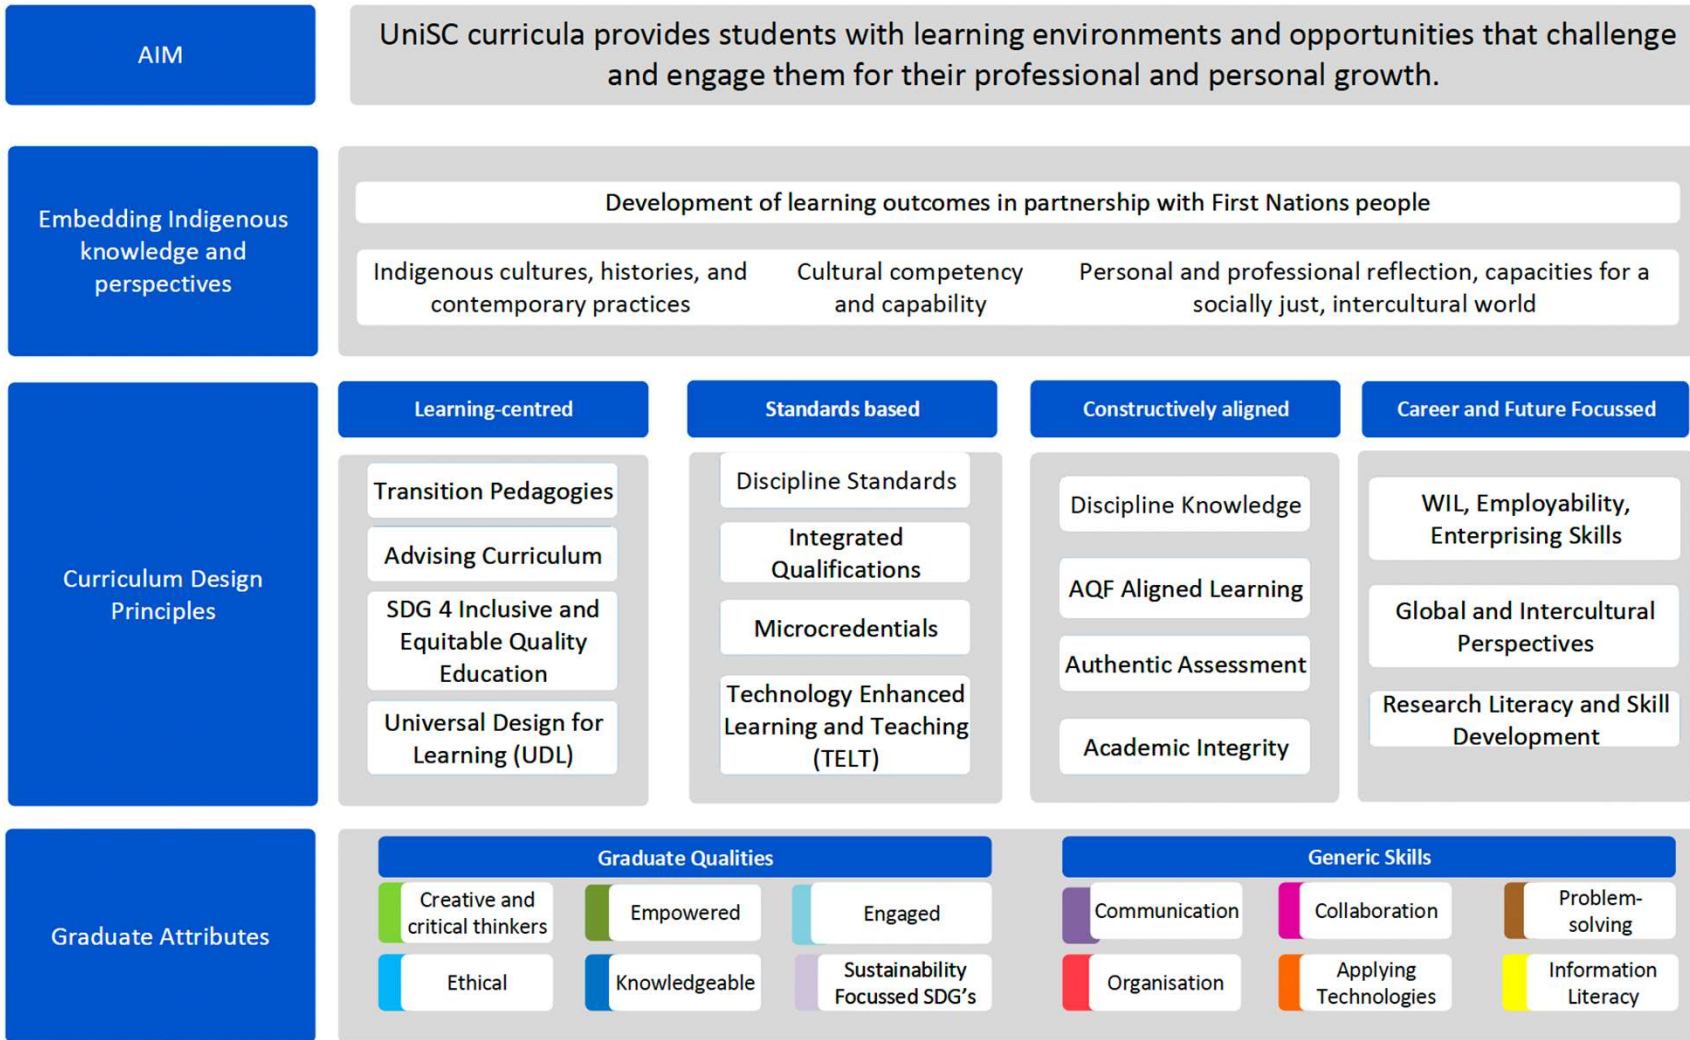 AIM
UniSC curricula provides students with learning environments and opportunities that challenge
and engage them for their professional and personal growth.
Embedding Indigenous
knowledge and
perspectives
Development of learning outcomes in partnership with First Nations people
Indigenous cultures, histories, and
contemporary practices
Cultural competency
and capability
Personal and professional reflection, capacities for a
socially just, intercultural world
Curriculum Design
Principles
Learning-centred
Transition Pedagogies
Advising Curriculum
SDG 4 Inclusive and
Equitable Quality
Education
Universal Design for
Learning (UDL)
Standards based
Discipline Standards
Integrated
Qualifications
Microcredentials
Technology Enhanced
Learning and Teaching
(TELT)
Constructively aligned
Discipline Knowledge
AQF Aligned Learning
Authentic Assessment
Academic Integrity
Career and Future Focussed
WIL, Employability,
Enterprising Skills
Global and Intercultural
Perspectives
Research Literacy and Skill
Development
Graduate Attributes
Graduate Qualities
Creative and
critical thinkers
Empowered
Engaged
Ethical
Knowledgeable
Sustainability
Focussed SDG's
Generic Skills
Communication
Collaboration
Problem-
solving
Organisation
Applying
Technologies
Information
Literacy